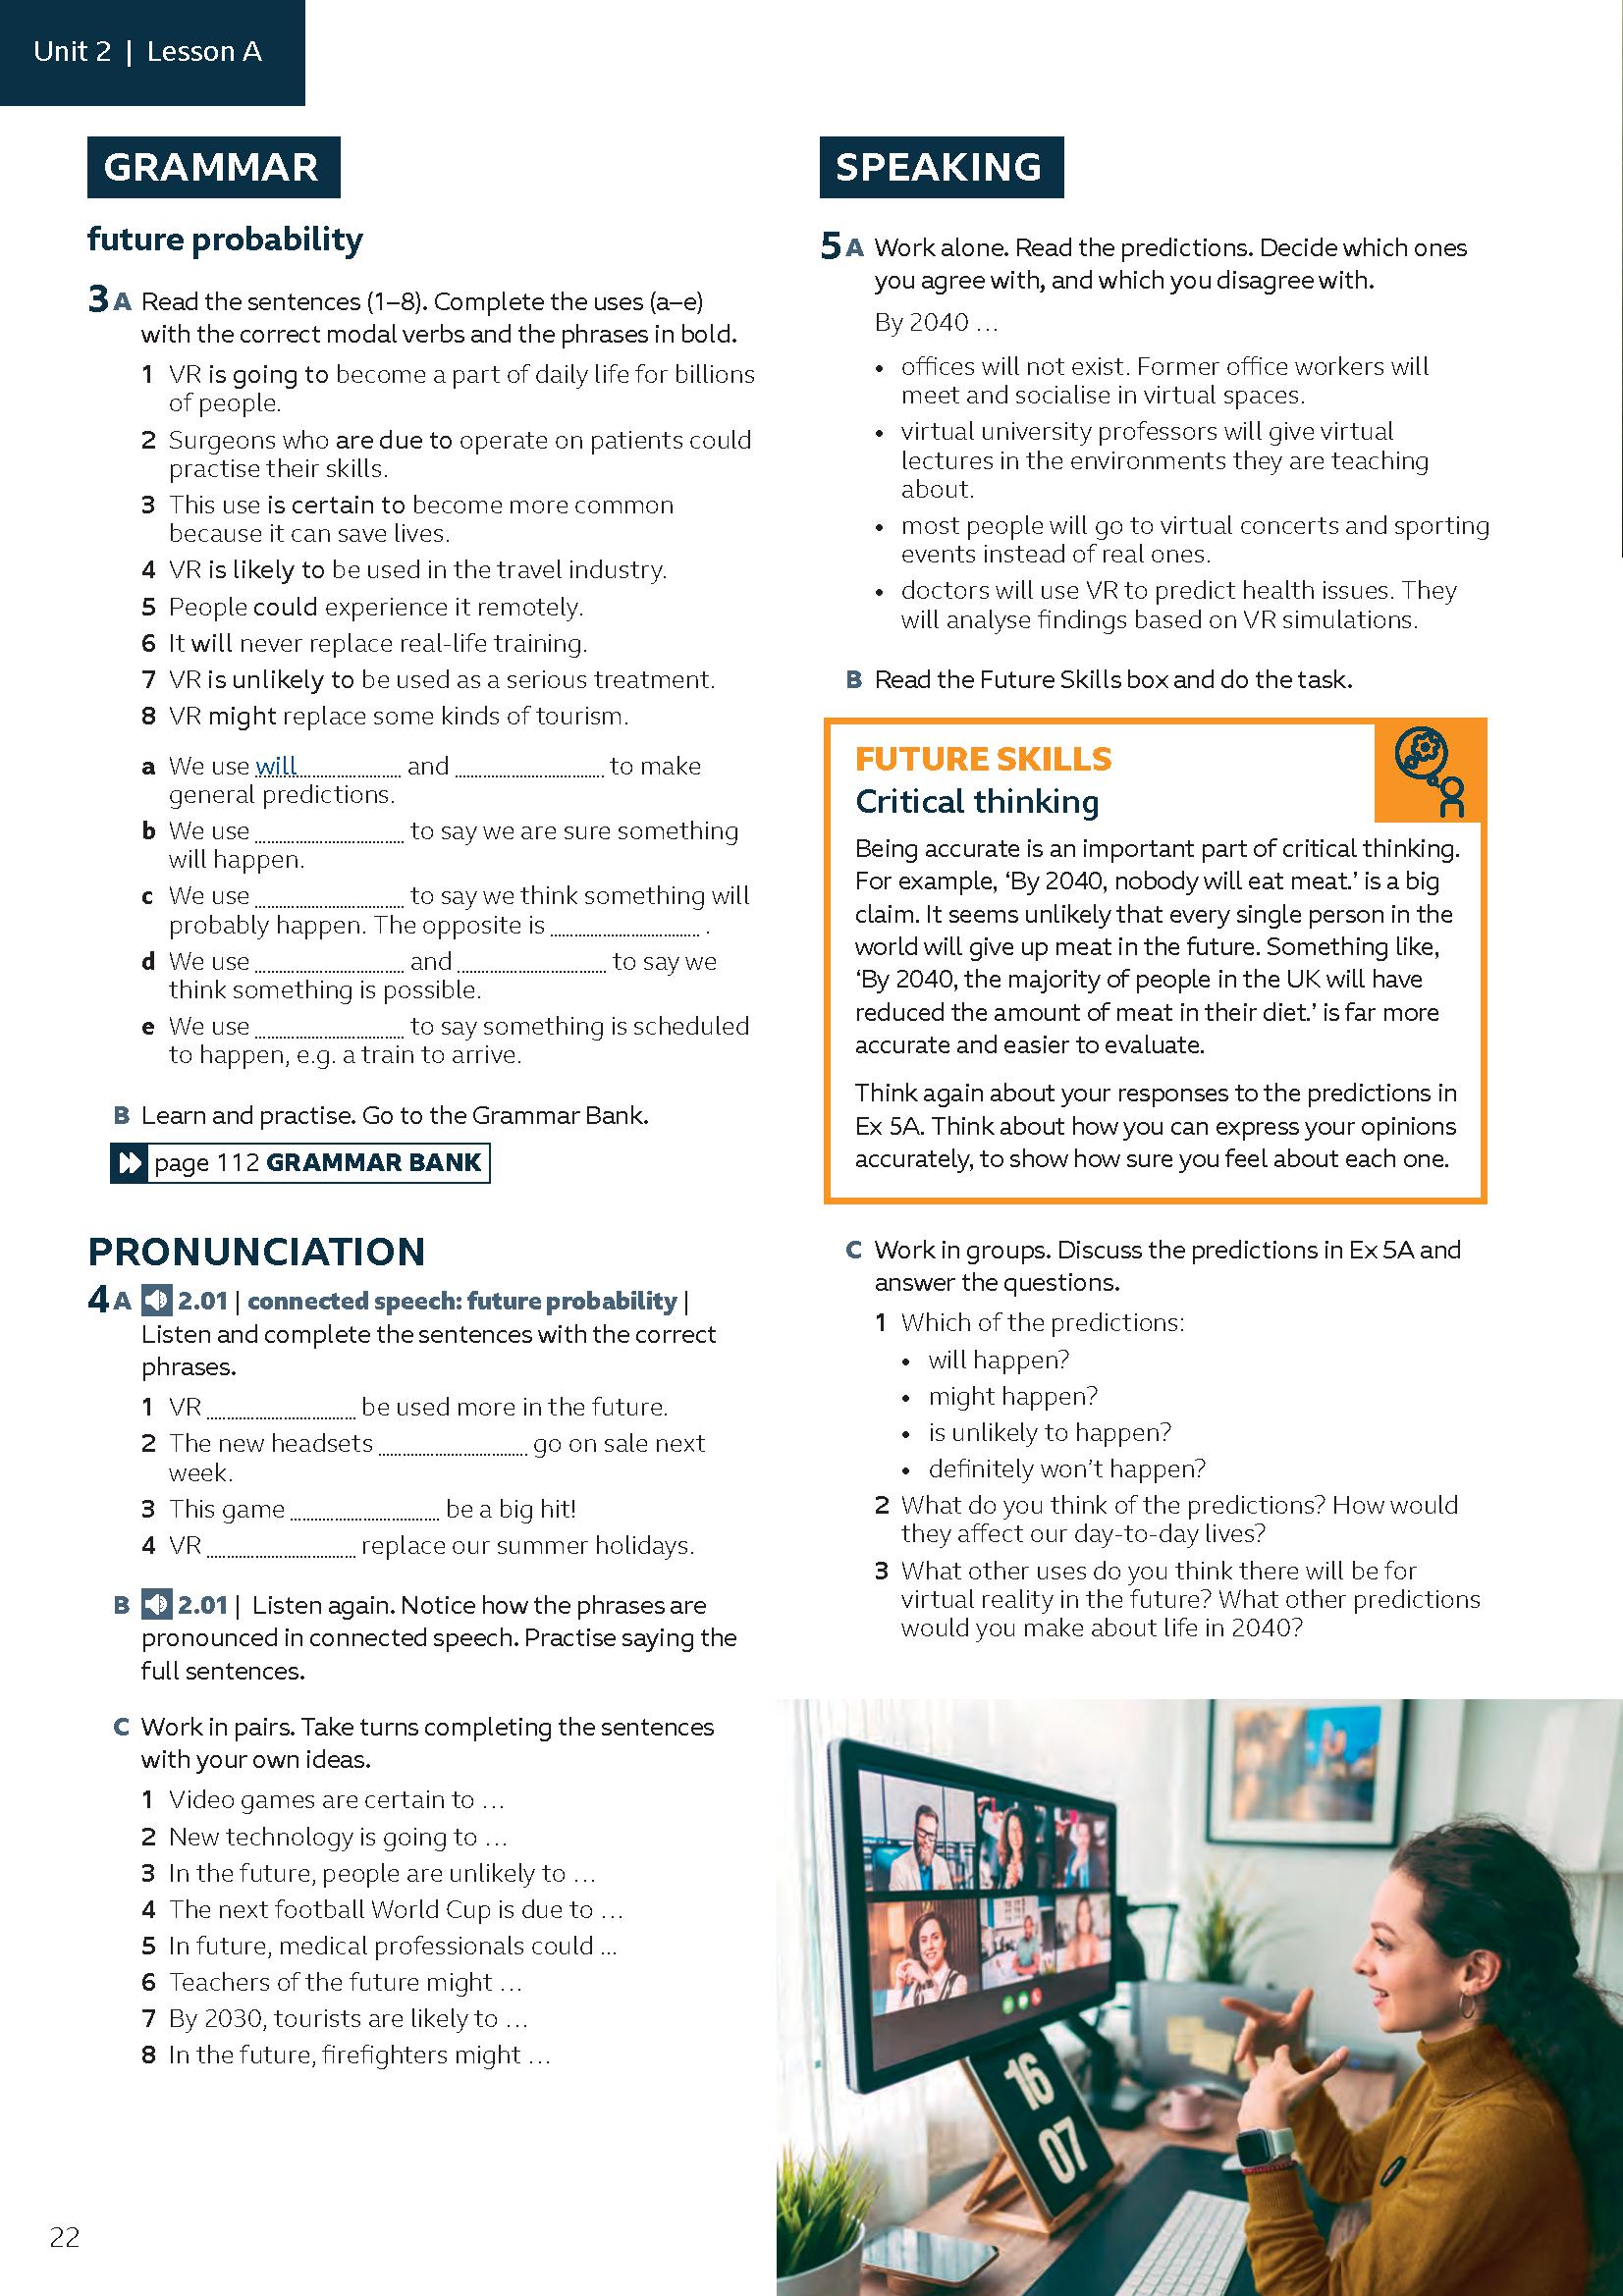 Unit 2 | Lesson A
GRAMMAR
future probability
3 A Read the sentences (1–8). Complete the uses (a–e)
with the correct modal verbs and the phrases in bold.
1 VR is going to become a part of daily life for billions
of people.
2 Surgeons who are due to operate on patients could
practise their skills.
3 This use is certain to become more common
because it can save lives.
4 VR is likely to be used in the travel industry.
5 People could experience it remotely.
6 It will never replace real-life training.
7 VR is unlikely to be used as a serious treatment.
8 VR might replace some kinds of tourism.
a We use will and to make
general predictions.
b We use to say we are sure something
will happen.
c We use to say we think something will
probably happen. The opposite is .
d We use and to say we
think something is possible.
e We use to say something is scheduled
to happen, e.g. a train to arrive.
B Learn and practise. Go to the Grammar Bank.
page 112 GRAMMAR BANK
PRONUNCIATION
4 A 2.01 | connected speech: future probability |
Listen and complete the sentences with the correct
phrases.
1 VR be used more in the future.
2 The new headsets go on sale next
week.
3 This game be a big hit!
4 VR replace our summer holidays.
B 2.01 | Listen again. Notice how the phrases are
pronounced in connected speech. Practise saying the
full sentences.
C Work in pairs. Take turns completing the sentences
with your own ideas.
1 Video games are certain to …
2 New technology is going to …
3 In the future, people are unlikely to …
4 The next football World Cup is due to …
5 In future, medical professionals could ...
6 Teachers of the future might …
7 By 2030, tourists are likely to …
8 In the future, firefighters might …
22
SPEAKING
5 A Work alone. Read the predictions. Decide which ones
you agree with, and which you disagree with.
By 2040 …
• offices will not exist. Former office workers will
meet and socialise in virtual spaces.
• virtual university professors will give virtual
lectures in the environments they are teaching
about.
• most people will go to virtual concerts and sporting
events instead of real ones.
• doctors will use VR to predict health issues. They
will analyse findings based on VR simulations.
B Read the Future Skills box and do the task.
FUTURE SKILLS
Critical thinking
Being accurate is an important part of critical thinking.
For example, ‘By 2040, nobody will eat meat.’ is a big
claim. It seems unlikely that every single person in the
world will give up meat in the future. Something like,
‘By 2040, the majority of people in the UK will have
reduced the amount of meat in their diet.’ is far more
accurate and easier to evaluate.
Think again about your responses to the predictions in
Ex 5A. Think about how you can express your opinions
accurately, to show how sure you feel about each one.
C Work in groups. Discuss the predictions in Ex 5A and
answer the questions.
1 Which of the predictions:
• will happen?
• might happen?
• is unlikely to happen?
• definitely won’t happen?
2 What do you think of the predictions? How would
they affect our day-to-day lives?
3 What other uses do you think there will be for
virtual reality in the future? What other predictions
would you make about life in 2040?
16
07